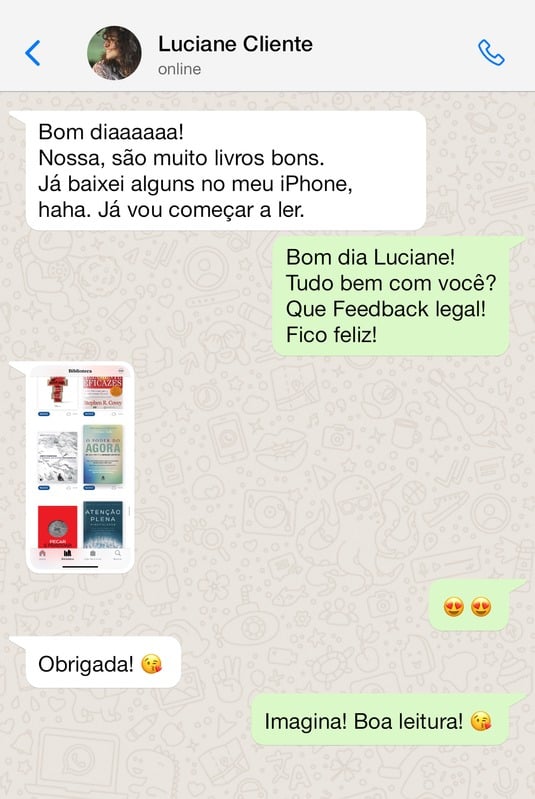 Luciane Cliente
online
Bom diaaaaaa!
Nossa, são muito livros bons.
Já baixei alguns no meu iPhone,
haha. Já vou começar a ler.
Bom dia Luciane!
Tudo bem com você?
Que Feedback legal!
Fico feliz!
Biblioteca
EFICAZES
Stephen R. Covey
O PODER DO
AGORA
ATENÇÃO
PLENA
Obrigada! 😘
😍 😍
Imagina! Boa leitura! 😘